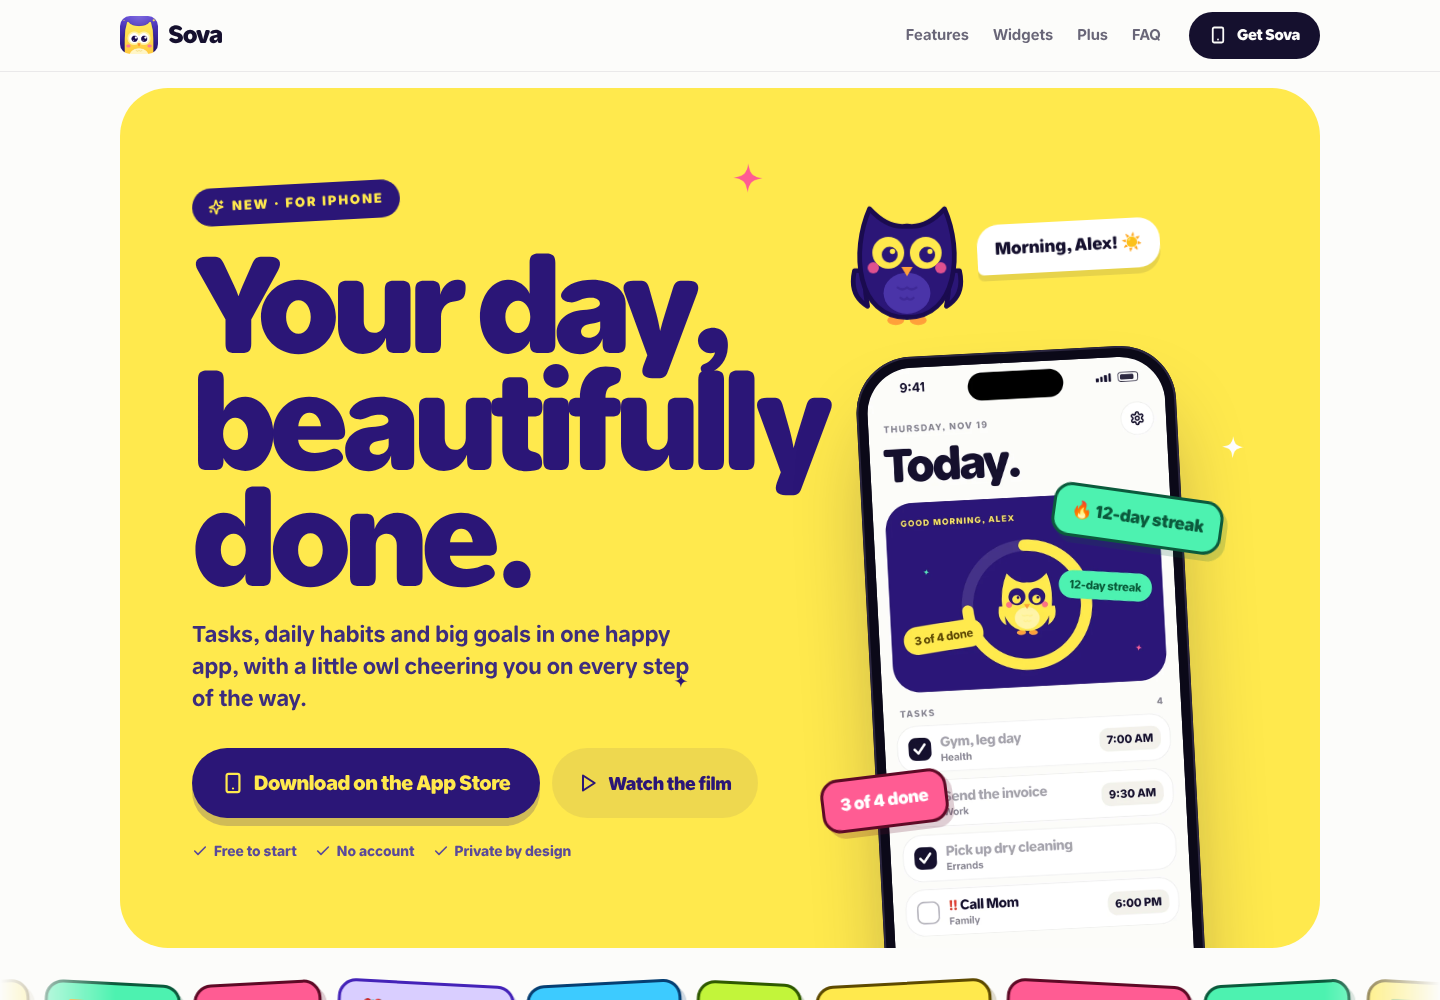 Sova
Features
Widgets
Plus
FAQ
Get Sova
NEW · FOR IPHONE
Your day,
beautifully
done.
Tasks, daily habits and big goals in one happy
app, with a little owl cheering you on every step
of the way.
Download on the App Store
Watch the film
Free to start
No account
Private by design
Morning, Alex! ☀️
9:41
THURSDAY, NOV 19
Today.
GOOD MORNING, ALEX
🔥 12-day streak
12-day streak
3 of 4 done
TASKS
4
Gym, leg day
Health
7:00 AM
3 of 4 done
Send the invoice
Work
9:30 AM
Pick up dry cleaning
Errands
!! Call Mom
Family
6:00 PM